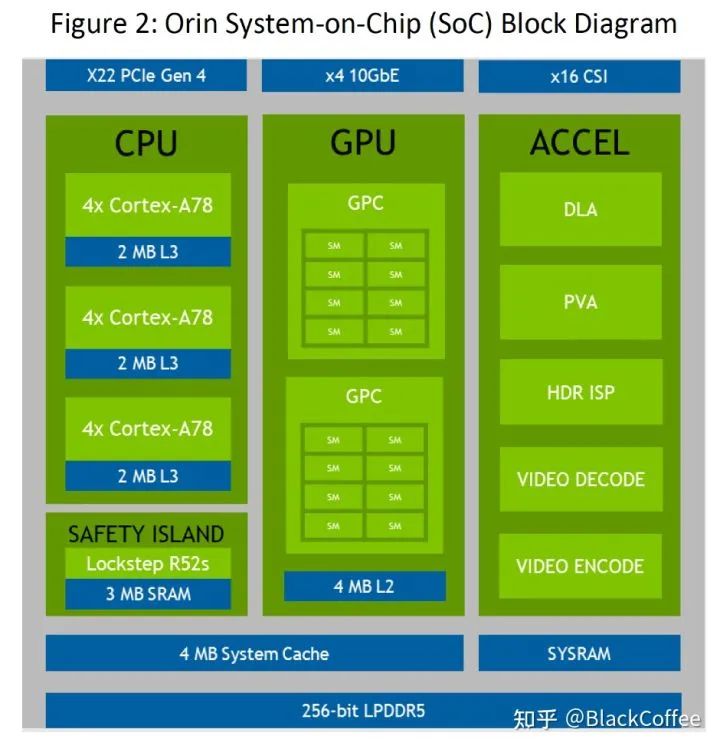 Figure 2: Orin System-on-Chip (SoC) Block Diagram
X22 PCIe Gen 4
x4 10GbE
x16 CSI
CPU
4x Cortex-A78
2 MB L3
4x Cortex-A78
2 MB L3
4x Cortex-A78
2 MB L3
SAFETY ISLAND
Lockstep R52s
3 MB SRAM
GPU
GPC
SM SM
SM SM
SM SM
SM SM
GPC
SM SM
SM SM
SM SM
SM SM
4 MB L2
ACCEL
DLA
PVA
HDR ISP
VIDEO DECODE
VIDEO ENCODE
4 MB System Cache
SYSRAM
256-bit LPDDR5
知乎 @BlackCoffee